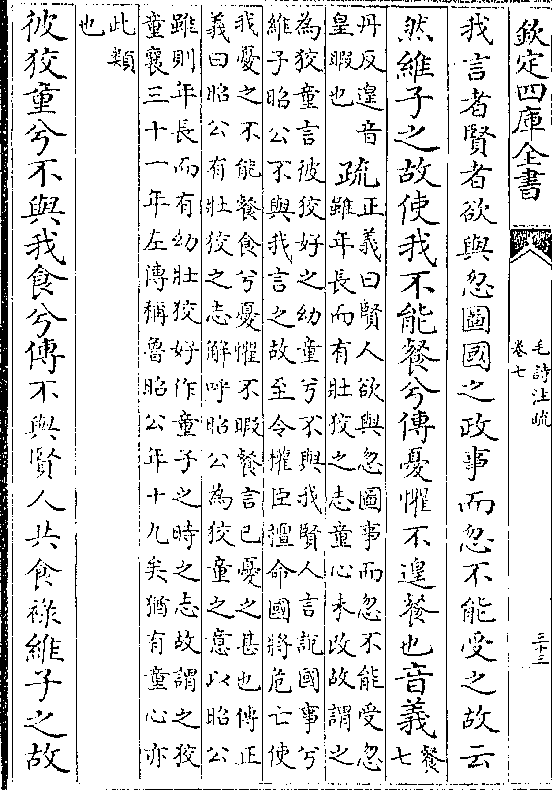 欽定四庫全書
毛詩注疏
卷七
三十三
我言者賢者欲與忽圖國之政事而忽不能受之故云
然維子之故使我不能餐兮傳憂懼不遑餐也音義餐七
丹反遑音
皇暇也
疏正義曰賢人欲與忽圖事而忽不能受忽
雖年長而有壯狡之志童心未改故謂之
為狡童言彼狡好之幼童兮不與我賢人言說國事兮
維子昭公不與我言之故至令權臣擅命國將危亡使
我憂之不能餐食兮憂懼不暇餐言己憂之甚也傳正
義曰昭公有壯狡之志解呼昭公為狡童之意以昭公
雖則年長而有幼壯狡好作童子之時之志故謂之狡
童襄三十一年左傳稱魯昭公年十九矣猶有童心亦
此類
也
彼狡童兮不與我食兮傳不與賢人共食祿維子之故